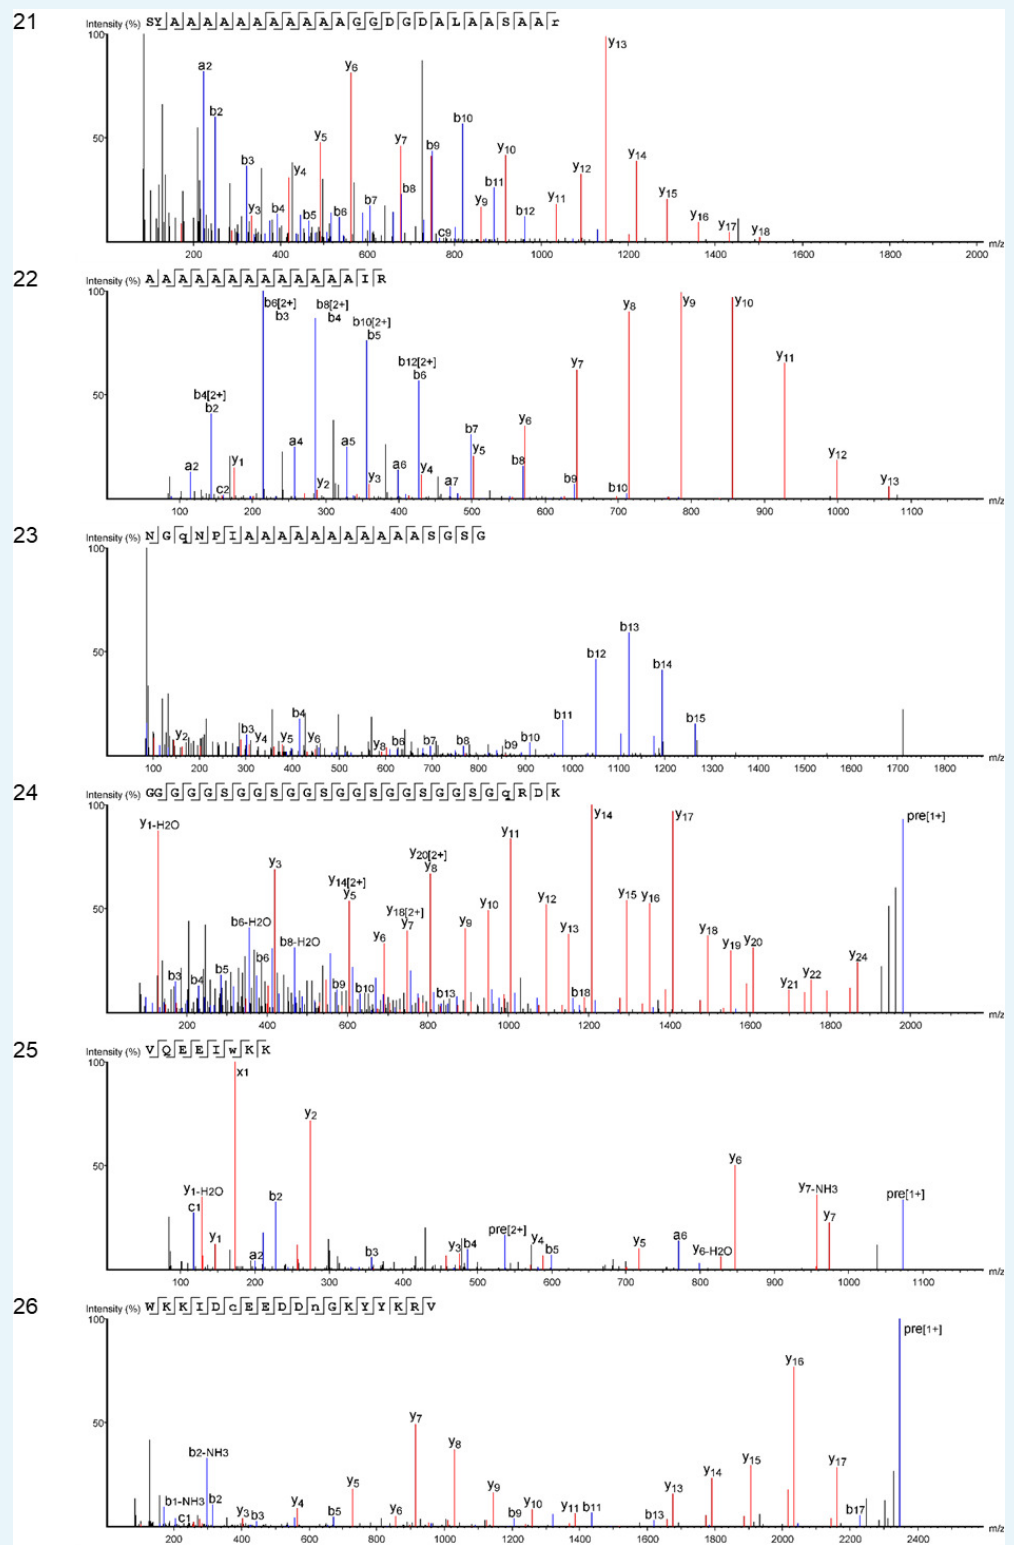 21
Intensity (%) SYAAAAAAAAAAAAGGDGDALAASAAr
100
50
a2 b2 b3 y3 b4 y4 b5 y5 b6 y6 b7 y7 b8 b9 c9 b10 y9 b11 y10 b12 y11 y12 y13 y14 y15 y16 y17 y18
200 400 600 800 1000 1200 1400 1600 1800 2000 m/z
22
Intensity (%) AAAAAAAAAAAAAIR
100
50
b4[2+] b6[2+] b8[2+] b10[2+] b12[2+]
a2 b2 c2 y1 b3 a4 b4 y2 a5 b5 y3 a6 b6 y4 a7 b7 y5 b8 y6 b9 y7 b10 y8 y9 y10 y11 y12 y13
200 300 400 500 600 700 800 900 1000 1100 m/z
23
Intensity (%) NGqNPIAAAAAAAAAAAASGSG
100
50
y2 b3 y4 y5 b4 y6 y8 b6 b7 b8 b9 b10 b11 b12 b13 b14 b15
100 200 300 400 500 600 700 800 900 1000 1100 1200 1300 1400 1500 1600 1700 1800 m/z
24
Intensity (%) GGGGGSGGSGGSGGSGGSGGSGqRDK
100
50
y1-H2O b3 b4 b5 b6-H2O b6 y3 b8-H2O b9 y14[2+] y5 b10 y6 y18[2+] y7 y20[2+] y8 b13 y9 y10 y11 y12 y13 b18 y14 y15 y16 y17 y18 y19 y20 y21 y22 y24 pre[1+]
200 400 600 800 1000 1200 1400 1600 1800 2000 m/z
25
Intensity (%) VQEEIwKK
100
50
c1 y1-H2O y1 x1 a2 b2 y2 b3 y3 b4 pre[2+] y4 b5 y5 a6 y6-H2O y6 y7-NH3 y7 pre[1+]
100 200 300 400 500 600 700 800 900 1000 1100 m/z
26
Intensity (%) WKKIDcEEDDnGKYYKRV
100
50
b1-NH3 c1 b2-NH3 b2 y3 b3 y4 b5 y5 y6 y7 y8 y9 b9 y10 y11 b11 b13 y13 y14 y15 y16 y17 b17 pre[1+]
200 400 600 800 1000 1200 1400 1600 1800 2000 2200 2400 m/z